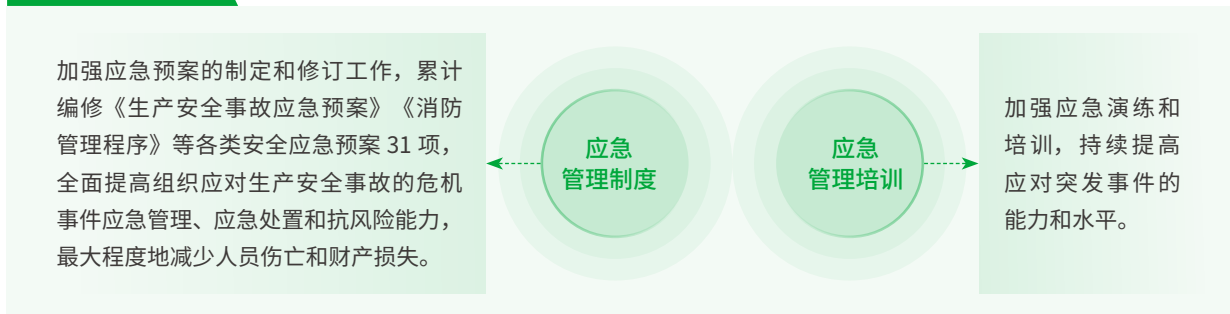 加强应急预案的制定和修订工作，累计
编修《生产安全事故应急预案》《消防
管理程序》等各类安全应急预案 31 项，
全面提高组织应对生产安全事故的危机
事件应急管理、应急处置和抗风险能力，
最大程度地减少人员伤亡和财产损失。
应急
管理制度
应急
管理培训
加强应急演练和
培训，持续提高
应对突发事件的
能力和水平。